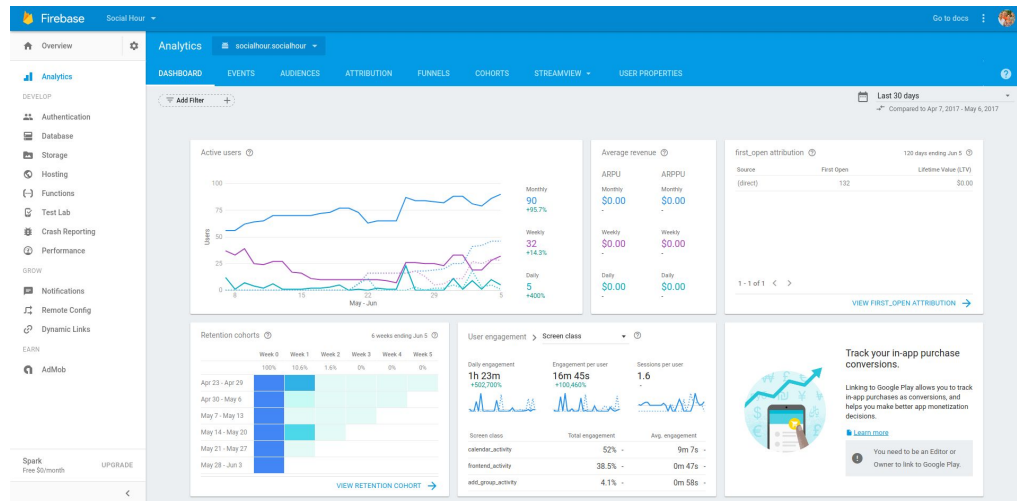 Firebase
Social Hour
Go to docs
Overview
Analytics
DEVELOP
Authentication
Database
Storage
Hosting
Functions
Test Lab
Crash Reporting
Performance
GROW
Notifications
Remote Config
Dynamic Links
EARN
AdMob
Spark
Free $0/month
UPGRADE
Analytics
socialhour.socialhour
DASHBOARD EVENTS AUDIENCES ATTRIBUTION FUNNELS COHORTS STREAMVIEW USER PROPERTIES
Add Filter +
Last 30 days
Compared to Apr 7, 2017 - May 6, 2017
Active users
100
75
50
25
0
Users
8 15 22 29 5
May - Jun
Monthly
90
+95.7%
Weekly
32
+14.3%
Daily
5
+400%
Average revenue
ARPU ARPPU
Monthly Monthly
$0.00 $0.00
- -
Weekly Weekly
$0.00 $0.00
- -
Daily Daily
$0.00 $0.00
- -
first_open attribution
120 days ending Jun 5
Source First Open Lifetime Value (LTV)
(direct) 132 $0.00
1 - 1 of 1 < >
VIEW FIRST_OPEN ATTRIBUTION
Retention cohorts
6 weeks ending Jun 5
Week 0 Week 1 Week 2 Week 3 Week 4 Week 5
100% 10.6% 1.6% 0% 0% 0%
Apr 23 - Apr 29
Apr 30 - May 6
May 7 - May 13
May 14 - May 20
May 21 - May 27
May 28 - Jun 3
VIEW RETENTION COHORT
User engagement > Screen class
Daily engagement Engagement per user Sessions per user
1h 23m 16m 45s 1.6
+502,700% +100,460% -
Screen class Total engagement Avg. engagement
calendar_activity 52% - 9m 7s -
frontend_activity 38.5% - 0m 47s -
add_group_activity 4.1% - 0m 58s -
Track your in-app purchase
conversions.
Linking to Google Play allows you to track
in-app purchases as conversions, and
helps you make better app monetization
decisions.
Learn more
You need to be an Editor or
Owner to link to Google Play.